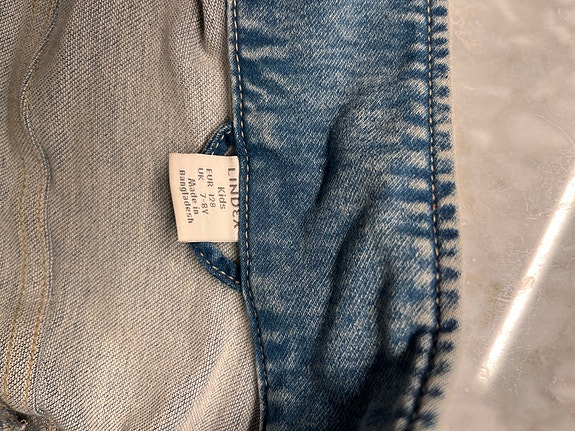 LINDEX
Kids
EUR 128
UK 7-8Y
Made in
Bangladesh